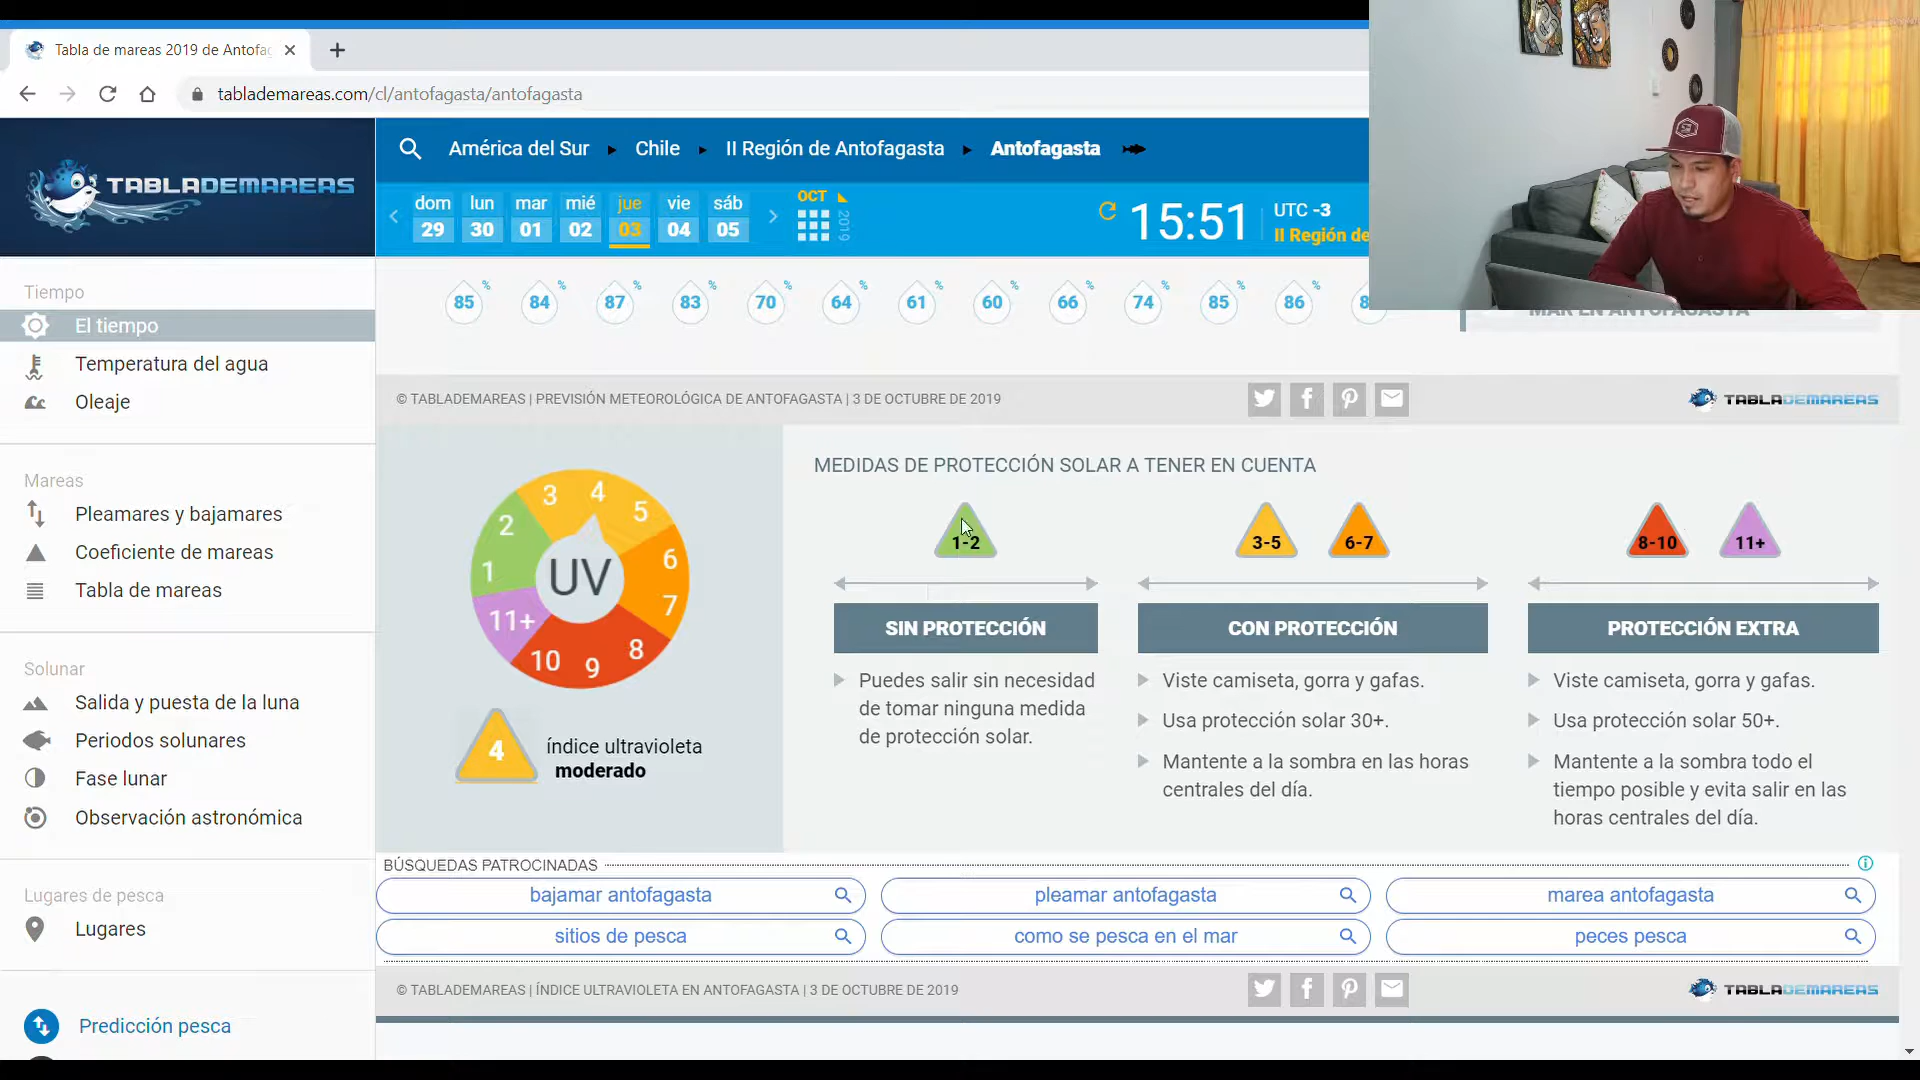 Tabla de mareas 2019 de Antofag
tablademareas.com/cl/antofagasta/antofagasta
TABLADEMAREAS
América del Sur Chile II Región de Antofagasta Antofagasta
dom lun mar mié jue vie sáb
29 30 01 02 03 04 05
OCT
2019
15:51
UTC -3
II Región de
85% 84% 87% 83% 70% 64% 61% 60% 66% 74% 85% 86% 8
Tiempo
El tiempo
Temperatura del agua
Oleaje
Mareas
Pleamares y bajamares
Coeficiente de mareas
Tabla de mareas
Solunar
Salida y puesta de la luna
Periodos solunares
Fase lunar
Observación astronómica
Lugares de pesca
Lugares
Predicción pesca
MAR EN ANTOFAGASTA
© TABLADEMAREAS | PREVISIÓN METEOROLÓGICA DE ANTOFAGASTA | 3 DE OCTUBRE DE 2019
TABLADEMAREAS
1 2 3 4 5 6 7 8 9 10 11+
UV
4
índice ultravioleta
moderado
MEDIDAS DE PROTECCIÓN SOLAR A TENER EN CUENTA
1-2
SIN PROTECCIÓN
Puedes salir sin necesidad
de tomar ninguna medida
de protección solar.
3-5 6-7
CON PROTECCIÓN
Viste camiseta, gorra y gafas.
Usa protección solar 30+.
Mantente a la sombra en las horas
centrales del día.
8-10 11+
PROTECCIÓN EXTRA
Viste camiseta, gorra y gafas.
Usa protección solar 50+.
Mantente a la sombra todo el
tiempo posible y evita salir en las
horas centrales del día.
BÚSQUEDAS PATROCINADAS
bajamar antofagasta
pleamar antofagasta
marea antofagasta
sitios de pesca
como se pesca en el mar
peces pesca
© TABLADEMAREAS | ÍNDICE ULTRAVIOLETA EN ANTOFAGASTA | 3 DE OCTUBRE DE 2019
TABLADEMAREAS